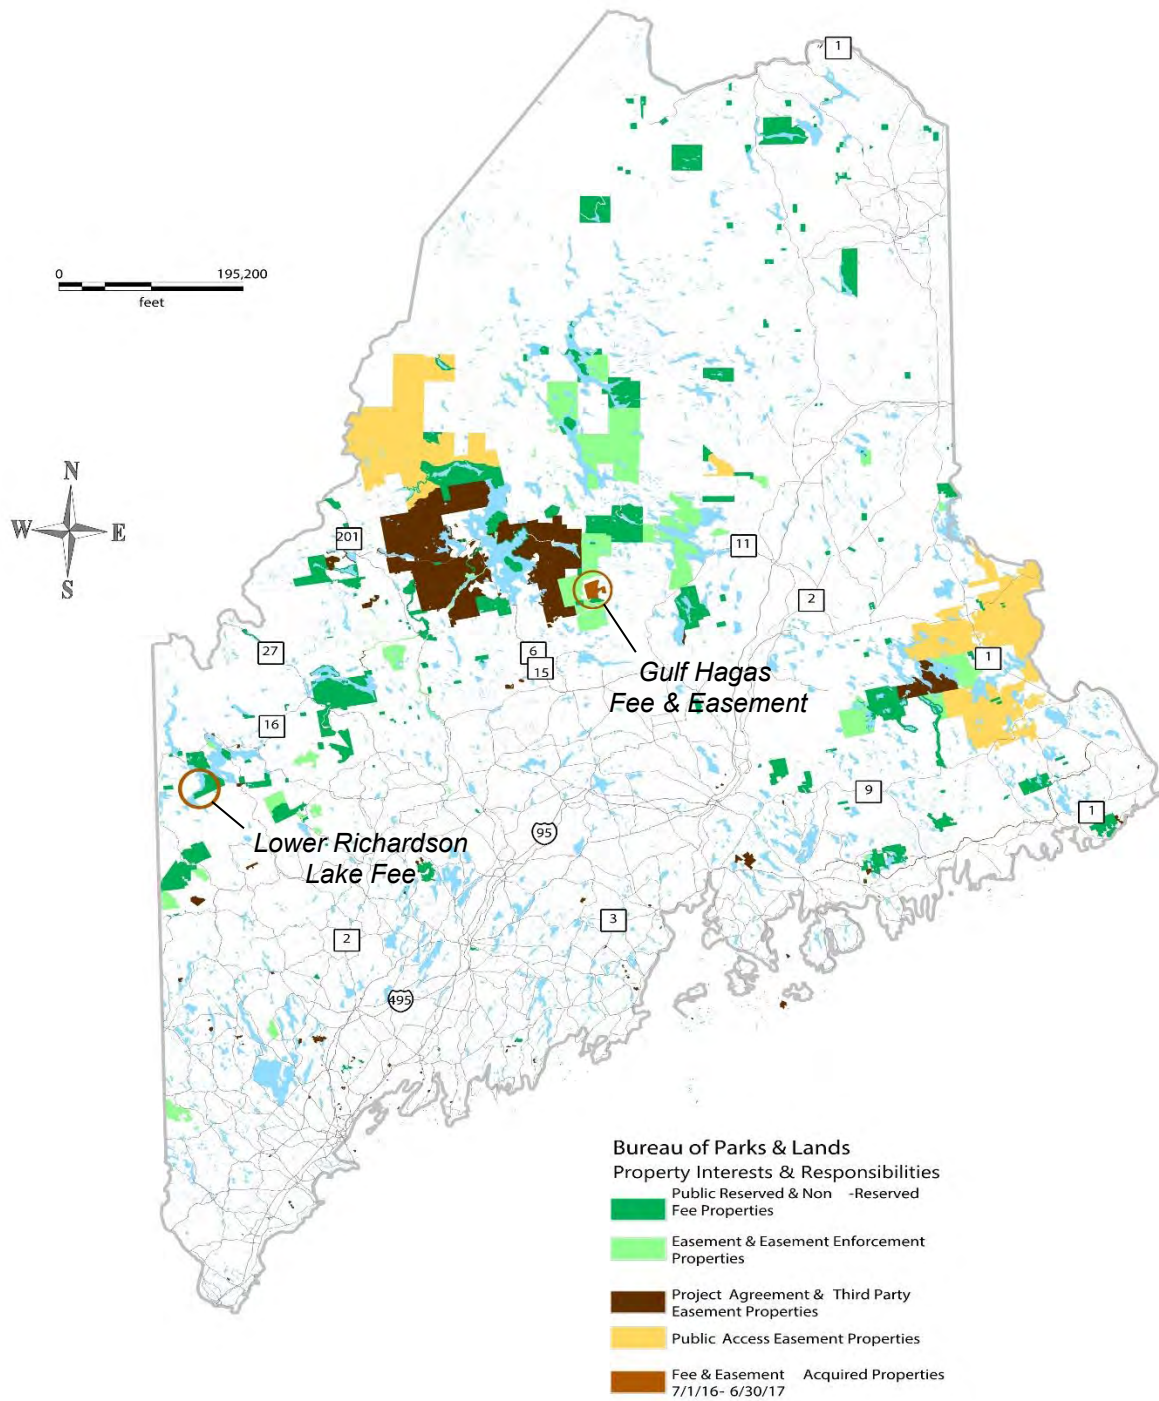 1
0 195,200
feet
N
W E
S
201
11
2
27
6
15
1
Gulf Hagas
Fee & Easement
16
9
1
95
Lower Richardson
Lake Fee
3
2
495
Bureau of Parks & Lands
Property Interests & Responsibilities
Public Reserved & Non -Reserved
Fee Properties
Easement & Easement Enforcement
Properties
Project Agreement & Third Party
Easement Properties
Public Access Easement Properties
Fee & Easement Acquired Properties
7/1/16- 6/30/17